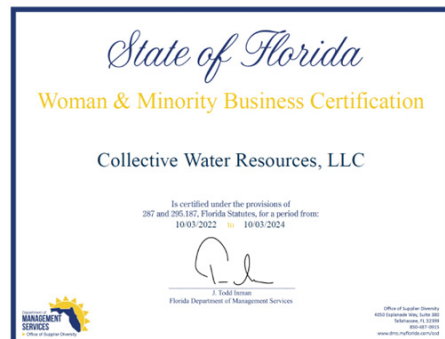 State of Florida
Woman & Minority Business Certification
Collective Water Resources, LLC
Is certified under the provisions of
287 and 295.187, Florida Statutes, for a period from:
10/03/2022 to 10/03/2024
J. Todd Inman
Florida Department of Management Services
Department of
MANAGEMENT
SERVICES
Office of Supplier Diversity
Office of Supplier Diversity
4050 Esplanade Way, Suite 380
Tallahassee, FL 32399
850-487-0915
www.dms.myflorida.com/osd